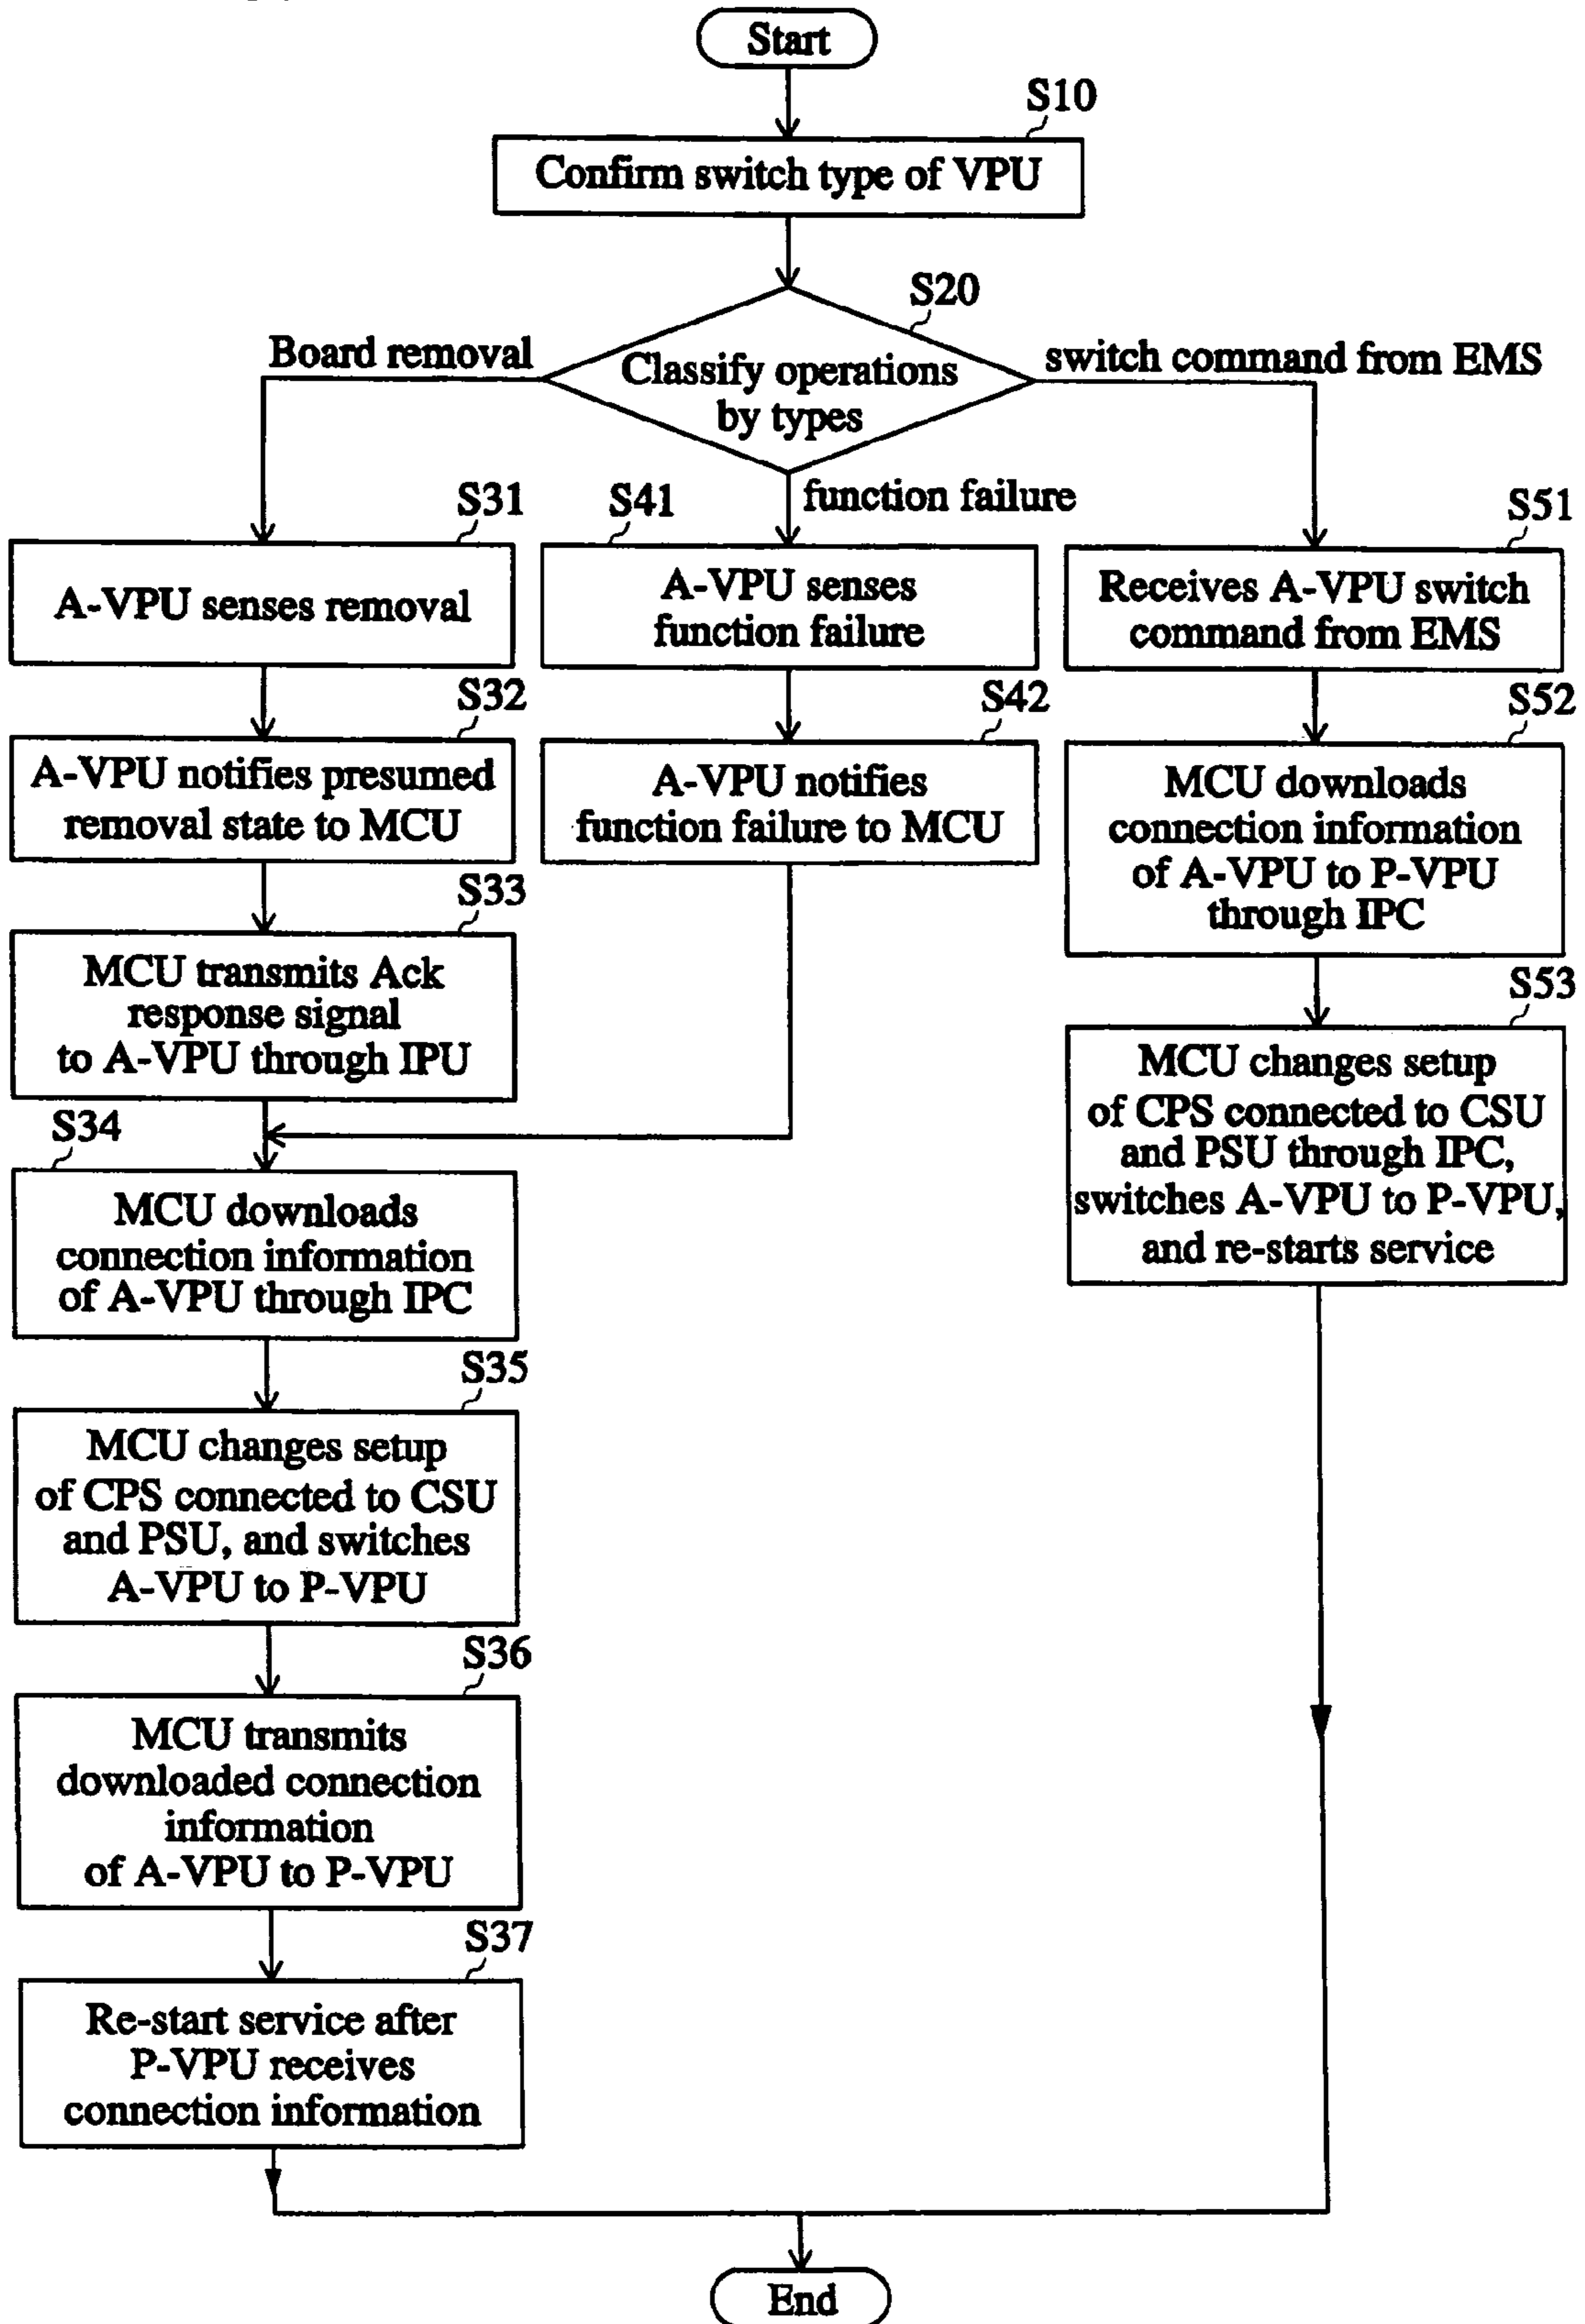 Start
S10
Confirm switch type of VPU
S20
Board removal
Classify operations
by types
switch command from EMS
function failure
S31
A-VPU senses removal
S32
A-VPU notifies presumed
removal state to MCU
S33
MCU transmits Ack
response signal
to A-VPU through IPU
S34
MCU downloads
connection information
of A-VPU through IPC
S35
MCU changes setup
of CPS connected to CSU
and PSU, and switches
A-VPU to P-VPU
S36
MCU transmits
downloaded connection
information
of A-VPU to P-VPU
S37
Re-start service after
P-VPU receives
connection information
S41
A-VPU senses
function failure
S42
A-VPU notifies
function failure to MCU
S51
Receives A-VPU switch
command from EMS
S52
MCU downloads
connection information
of A-VPU to P-VPU
through IPC
S53
MCU changes setup
of CPS connected to CSU
and PSU through IPC,
switches A-VPU to P-VPU,
and re-starts service
End